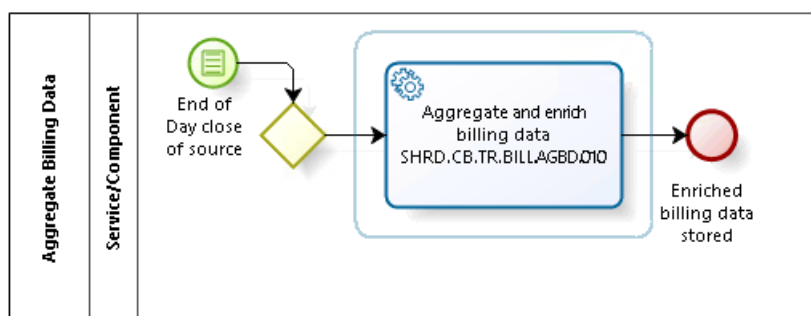 Aggregate Billing Data
Service/Component
End of
Day close
of source
Aggregate and enrich
billing data
SHRD.CB.TR.BILL.AGBD.010
Enriched
billing data
stored